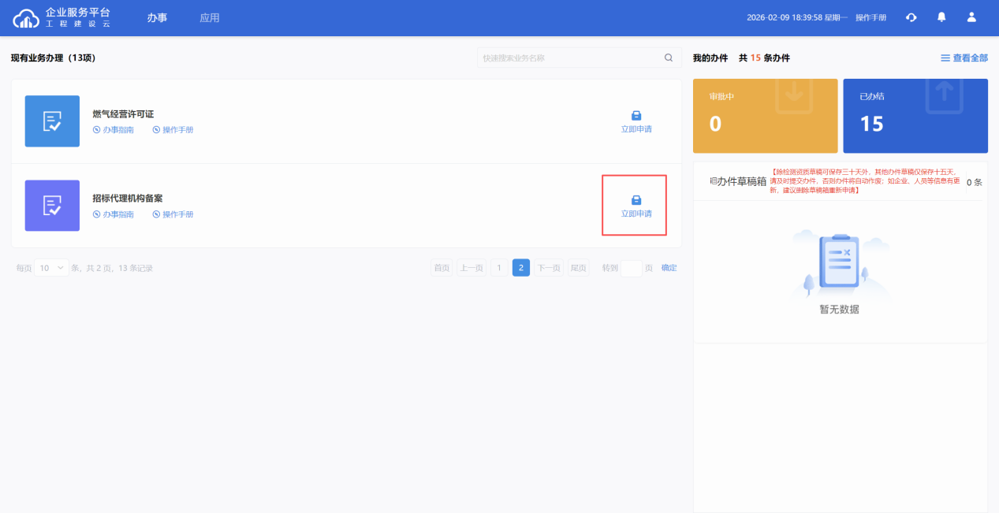 企业服务平台
工程建设云
办事
应用
2026-02-09 18:39:58 星期一
操作手册
现有业务办理（13项）
快速搜索业务名称
我的办件 共 15 条办件
查看全部
燃气经营许可证
办事指南
操作手册
立即申请
招标代理机构备案
办事指南
操作手册
立即申请
每页 10 条，共 2 页，13 条记录
首页 上一页 1 2 下一页 尾页 转到 页 确定
审批中
0
已办结
15
办件草稿箱
【除检测资质草稿可保存三十天外，其他办件草稿仅保存十五天，
请及时提交办件，否则办件将自动作废；如企业、人员等信息有更
新，建议删除草稿箱重新申请】
0 条
暂无数据